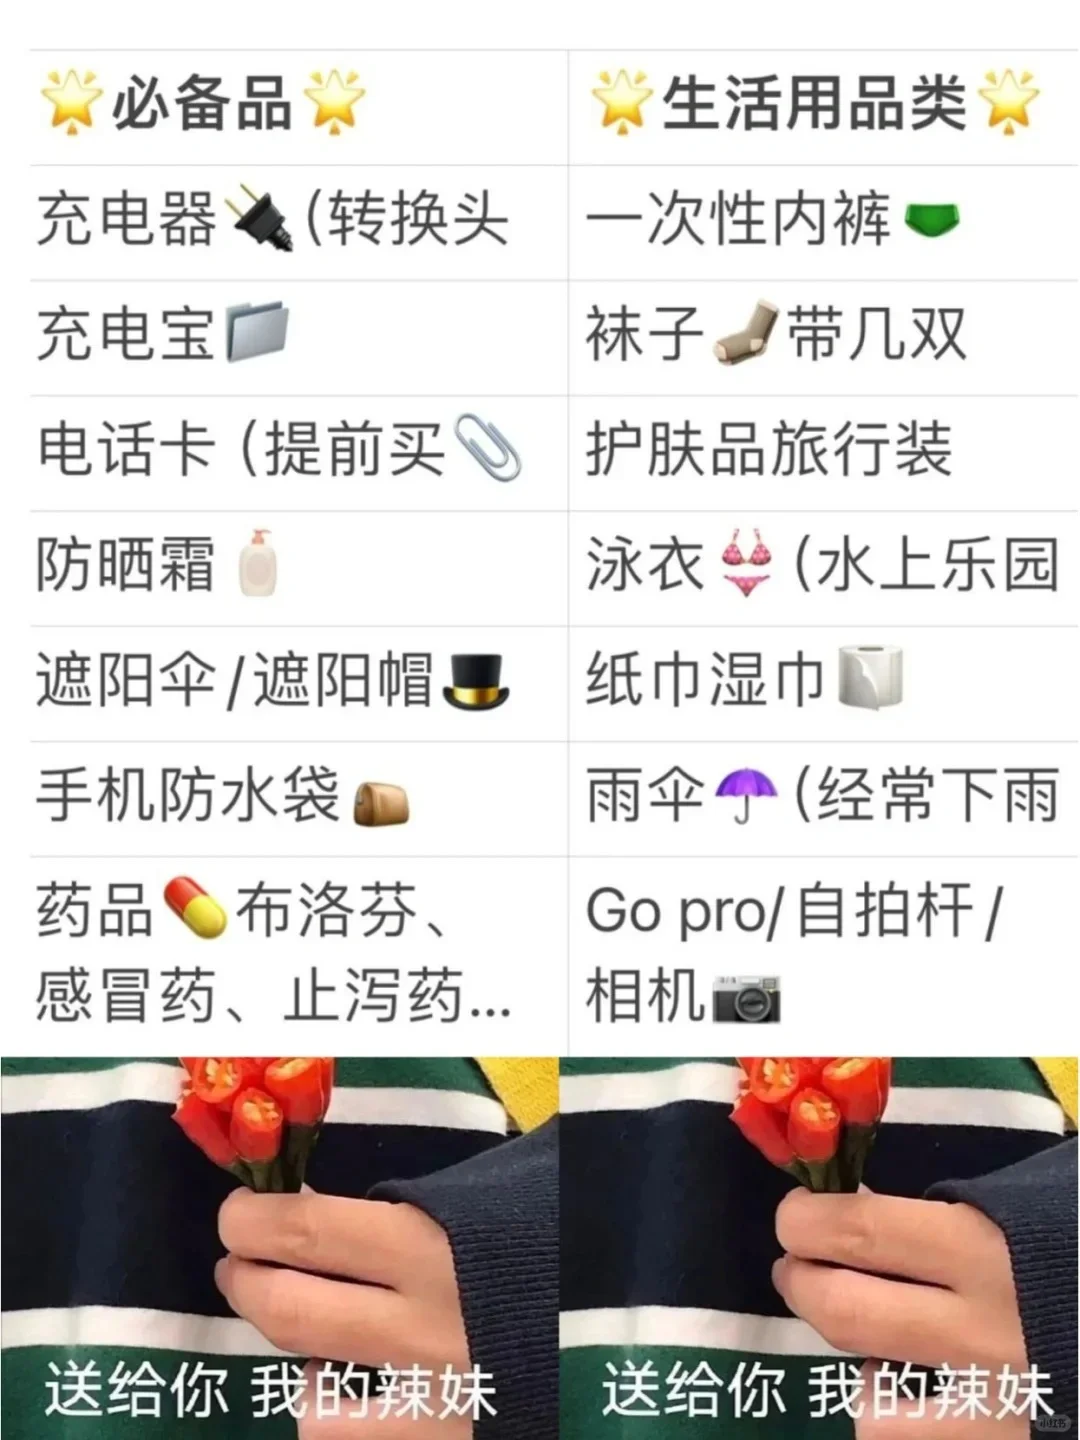 🌟必备品🌟
🌟生活用品类🌟
充电器🔌(转换头
一次性内裤🩲
充电宝📁
袜子🧦带几双
电话卡(提前买📎
护肤品旅行装
防晒霜🧴
泳衣👙(水上乐园
遮阳伞/遮阳帽🎩
纸巾湿巾🧻
手机防水袋👝
雨伞☂️(经常下雨
药品💊布洛芬、
感冒药、止泻药...
Go pro/自拍杆/
相机📷
送给你 我的辣妹
送给你 我的辣妹
小红书